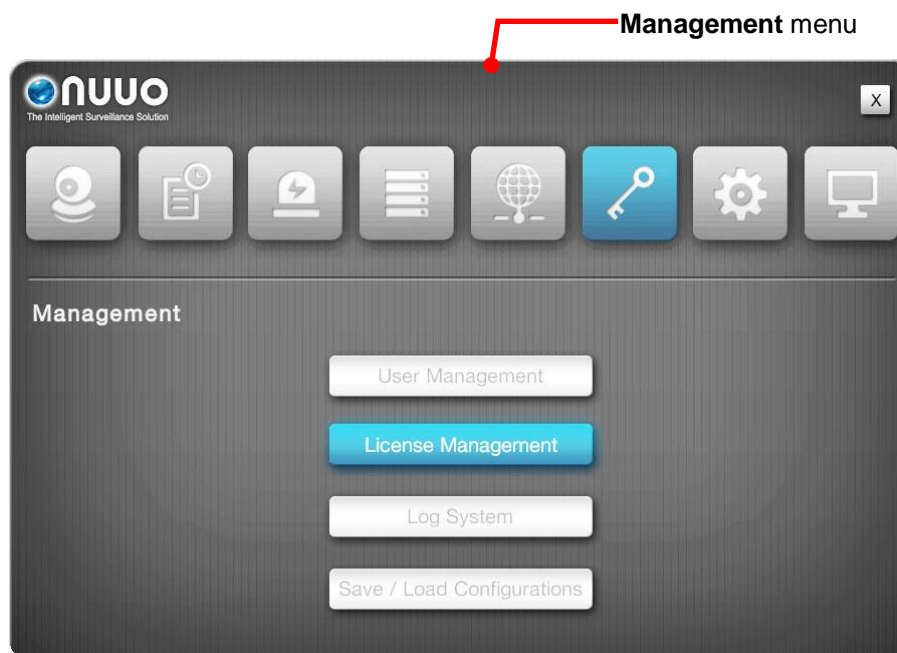 Management menu
nuuo
The Intelligent Surveillance Solution
X
Management
User Management
License Management
Log System
Save / Load Configurations